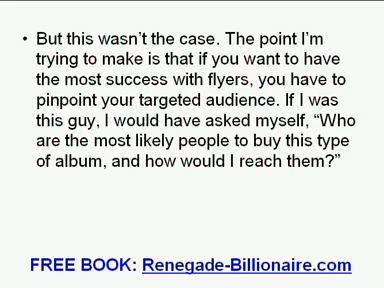 • But this wasn't the case. The point I'm
trying to make is that if you want to have
the most success with flyers, you have to
pinpoint your targeted audience. If I was
this guy, I would have asked myself, “Who
are the most likely people to buy this type
of album, and how would I reach them?”
FREE BOOK: Renegade-Billionaire.com